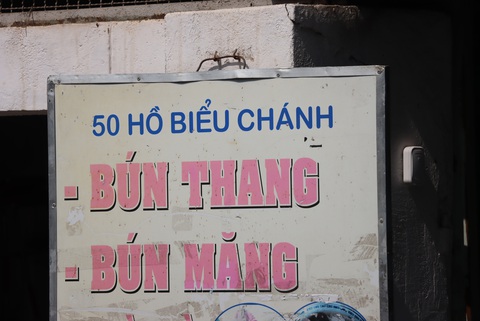 50 HỒ BIỂU CHÁNH
- BÚN THANG
- BÚN MĂNG